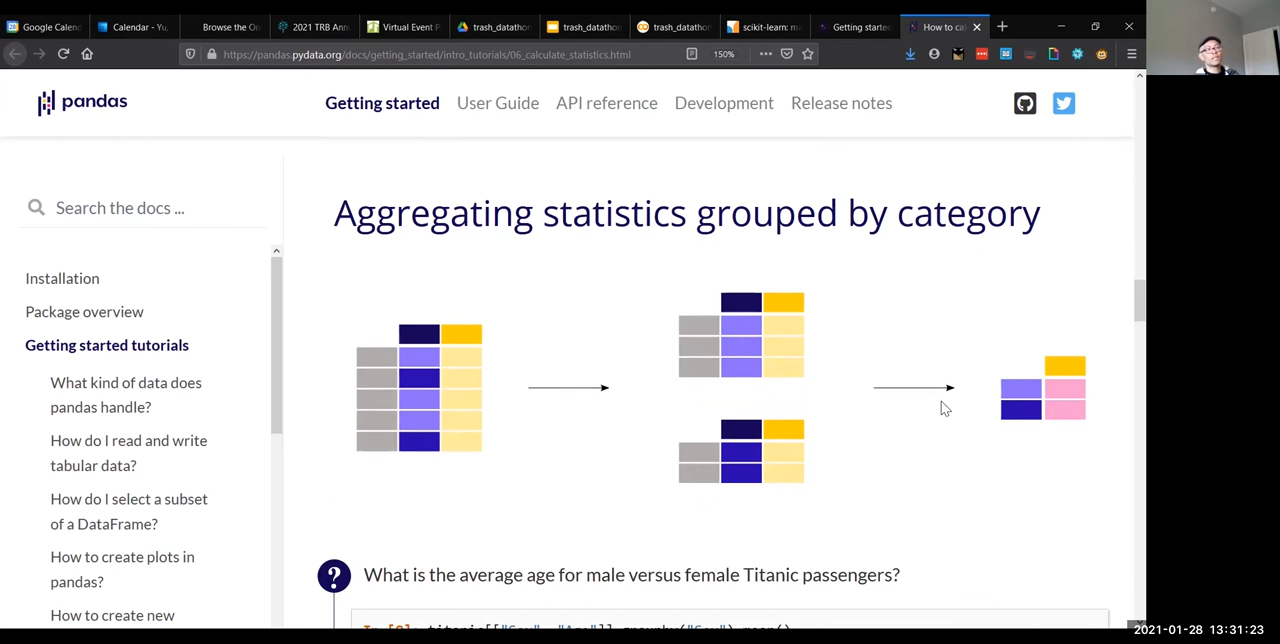 Google Calen
Calendar - Yu
Browse the O
2021 TRB Ann
Virtual Event P
trash_datathon
trash_datathon
trash_datathon
scikit-learn: ma
Getting starte
How to cal
https://pandas.pydata.org/docs/getting_started/intro_tutorials/06_calculate_statistics.html
150%
pandas
Getting started User Guide API reference Development Release notes
Search the docs ...
Aggregating statistics grouped by category
Installation
Package overview
Getting started tutorials
What kind of data does
pandas handle?
How do I read and write
tabular data?
How do I select a subset
of a DataFrame?
How to create plots in
pandas?
How to create new
? What is the average age for male versus female Titanic passengers?
2021-01-28 13:31:23